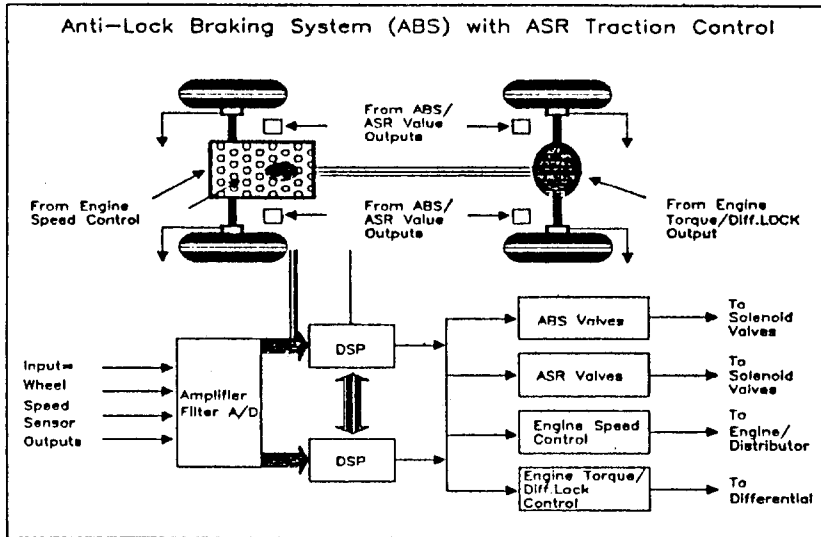 Anti-Lock Braking System (ABS) with ASR Traction Control
From ABS/
ASR Value
Outputs
From Engine
Speed Control
From ABS/
ASR Value
Outputs
From Engine
Torque/Diff.LOCK
Output
Input=
Wheel
Speed
Sensor
Outputs
Amplifier
Filter A/D
DSP
DSP
ABS Valves
To
Solenoid
Valves
ASR Valves
To
Solenoid
Valves
Engine Speed
Control
To
Engine/
Distributor
Engine Torque/
Diff.Lock
Control
To
Differential